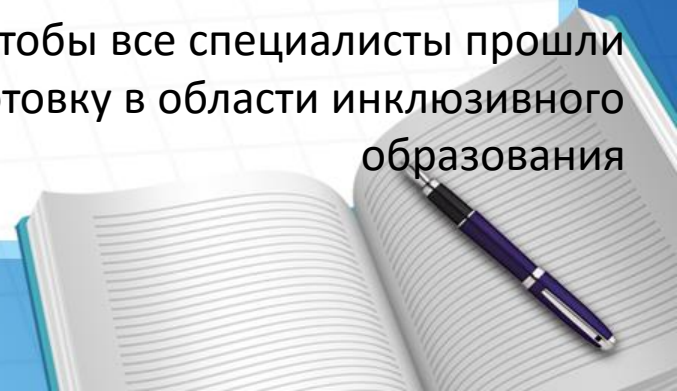 тобы все специалисты прошли
товку в области инклюзивного
образования